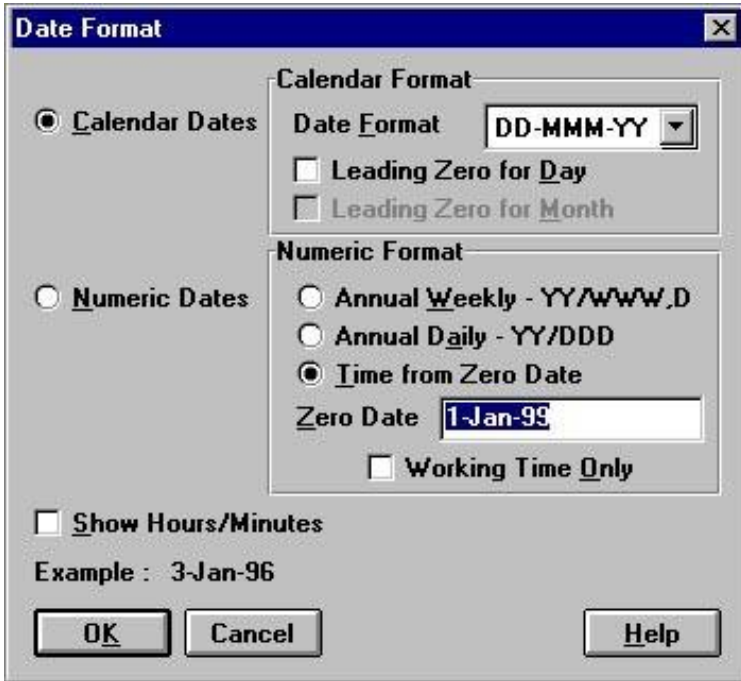 Date Format
Calendar Format
Calendar Dates
Date Format DD-MMM-YY
Leading Zero for Day
Leading Zero for Month
Numeric Format
Numeric Dates
Annual Weekly - YY/WWW,D
Annual Daily - YY/DDD
Time from Zero Date
Zero Date 1-Jan-99
Working Time Only
Show Hours/Minutes
Example : 3-Jan-96
OK Cancel Help